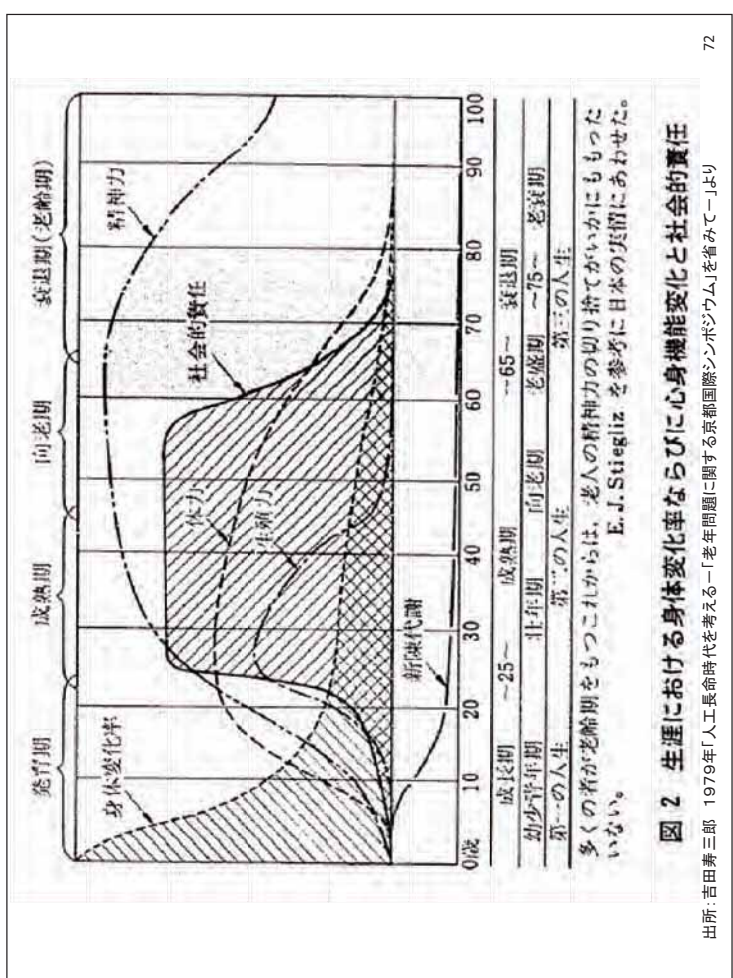 発育期
成熟期
向老期
衰退期(老齢期)
身体変化率
体力
生殖力
社会的責任
精神力
新陳代謝
0歳 10 20 30 40 50 60 70 80 90 100
成長期 ~25~ 成熟期 ~65~ 衰退期
幼少青年期 壮年期 向老期 老盛期 ~75~ 老衰期
第一の人生 第二の人生 第三の人生
多くの者が老齢期をもつこれからは、老人の精神力の切り捨てがいかにももった
いない。
E.J.Stieglizを参考に日本の実情にあわせた。
図2 生涯における身体変化率ならびに心身機能変化と社会的責任
出所:吉田寿三郎 1979年「人工長命時代を考える―「老年問題に関する京都国際シンポジウム」を省みて―」より
72